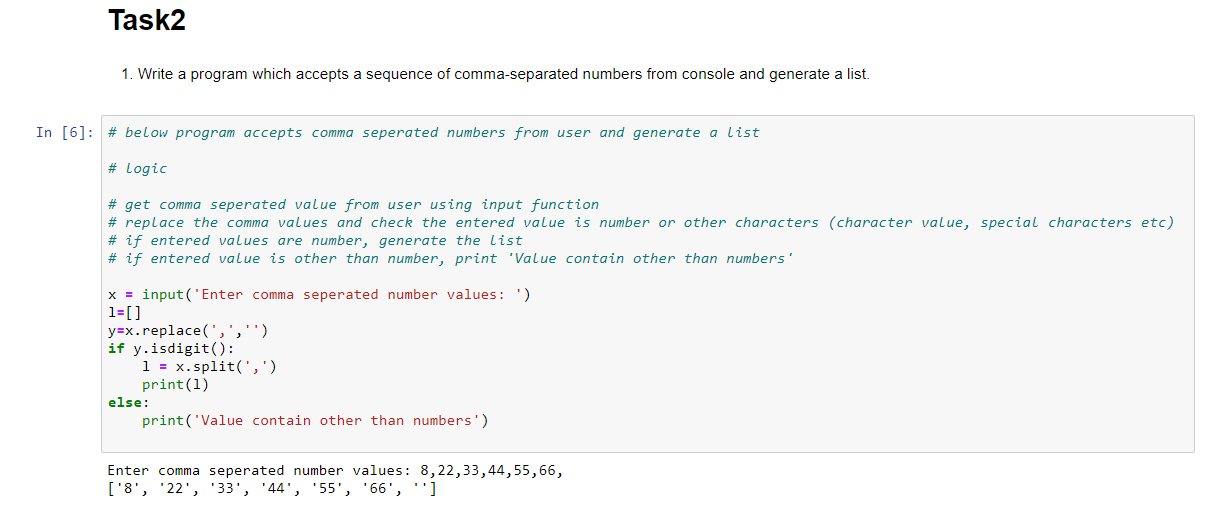 Task2
1. Write a program which accepts a sequence of comma-separated numbers from console and generate a list.
In [6]: # below program accepts comma seperated numbers from user and generate a list
# logic
# get comma seperated value from user using input function
# replace the comma values and check the entered value is number or other characters (character value, special characters etc)
# if entered values are number, generate the list
# if entered value is other than number, print 'Value contain other than numbers'
x = input('Enter comma seperated number values: ')
l=[]
y=x.replace(',','')
if y.isdigit():
    l = x.split(',')
    print(l)
else:
    print('Value contain other than numbers')
Enter comma seperated number values: 8,22,33,44,55,66,
['8', '22', '33', '44', '55', '66', '']